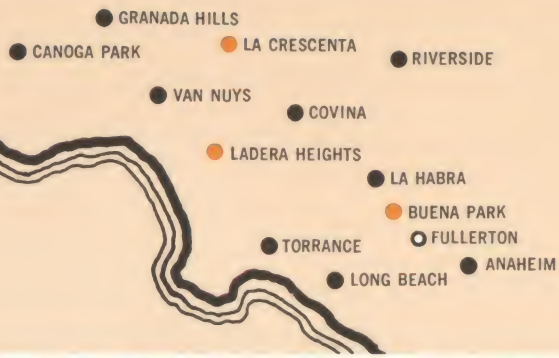 GRANADA HILLS
LA CRESCENTA
CANOGA PARK
RIVERSIDE
VAN NUYS
COVINA
LADERA HEIGHTS
LA HABRA
BUENA PARK
FULLERTON
TORRANCE
ANAHEIM
LONG BEACH